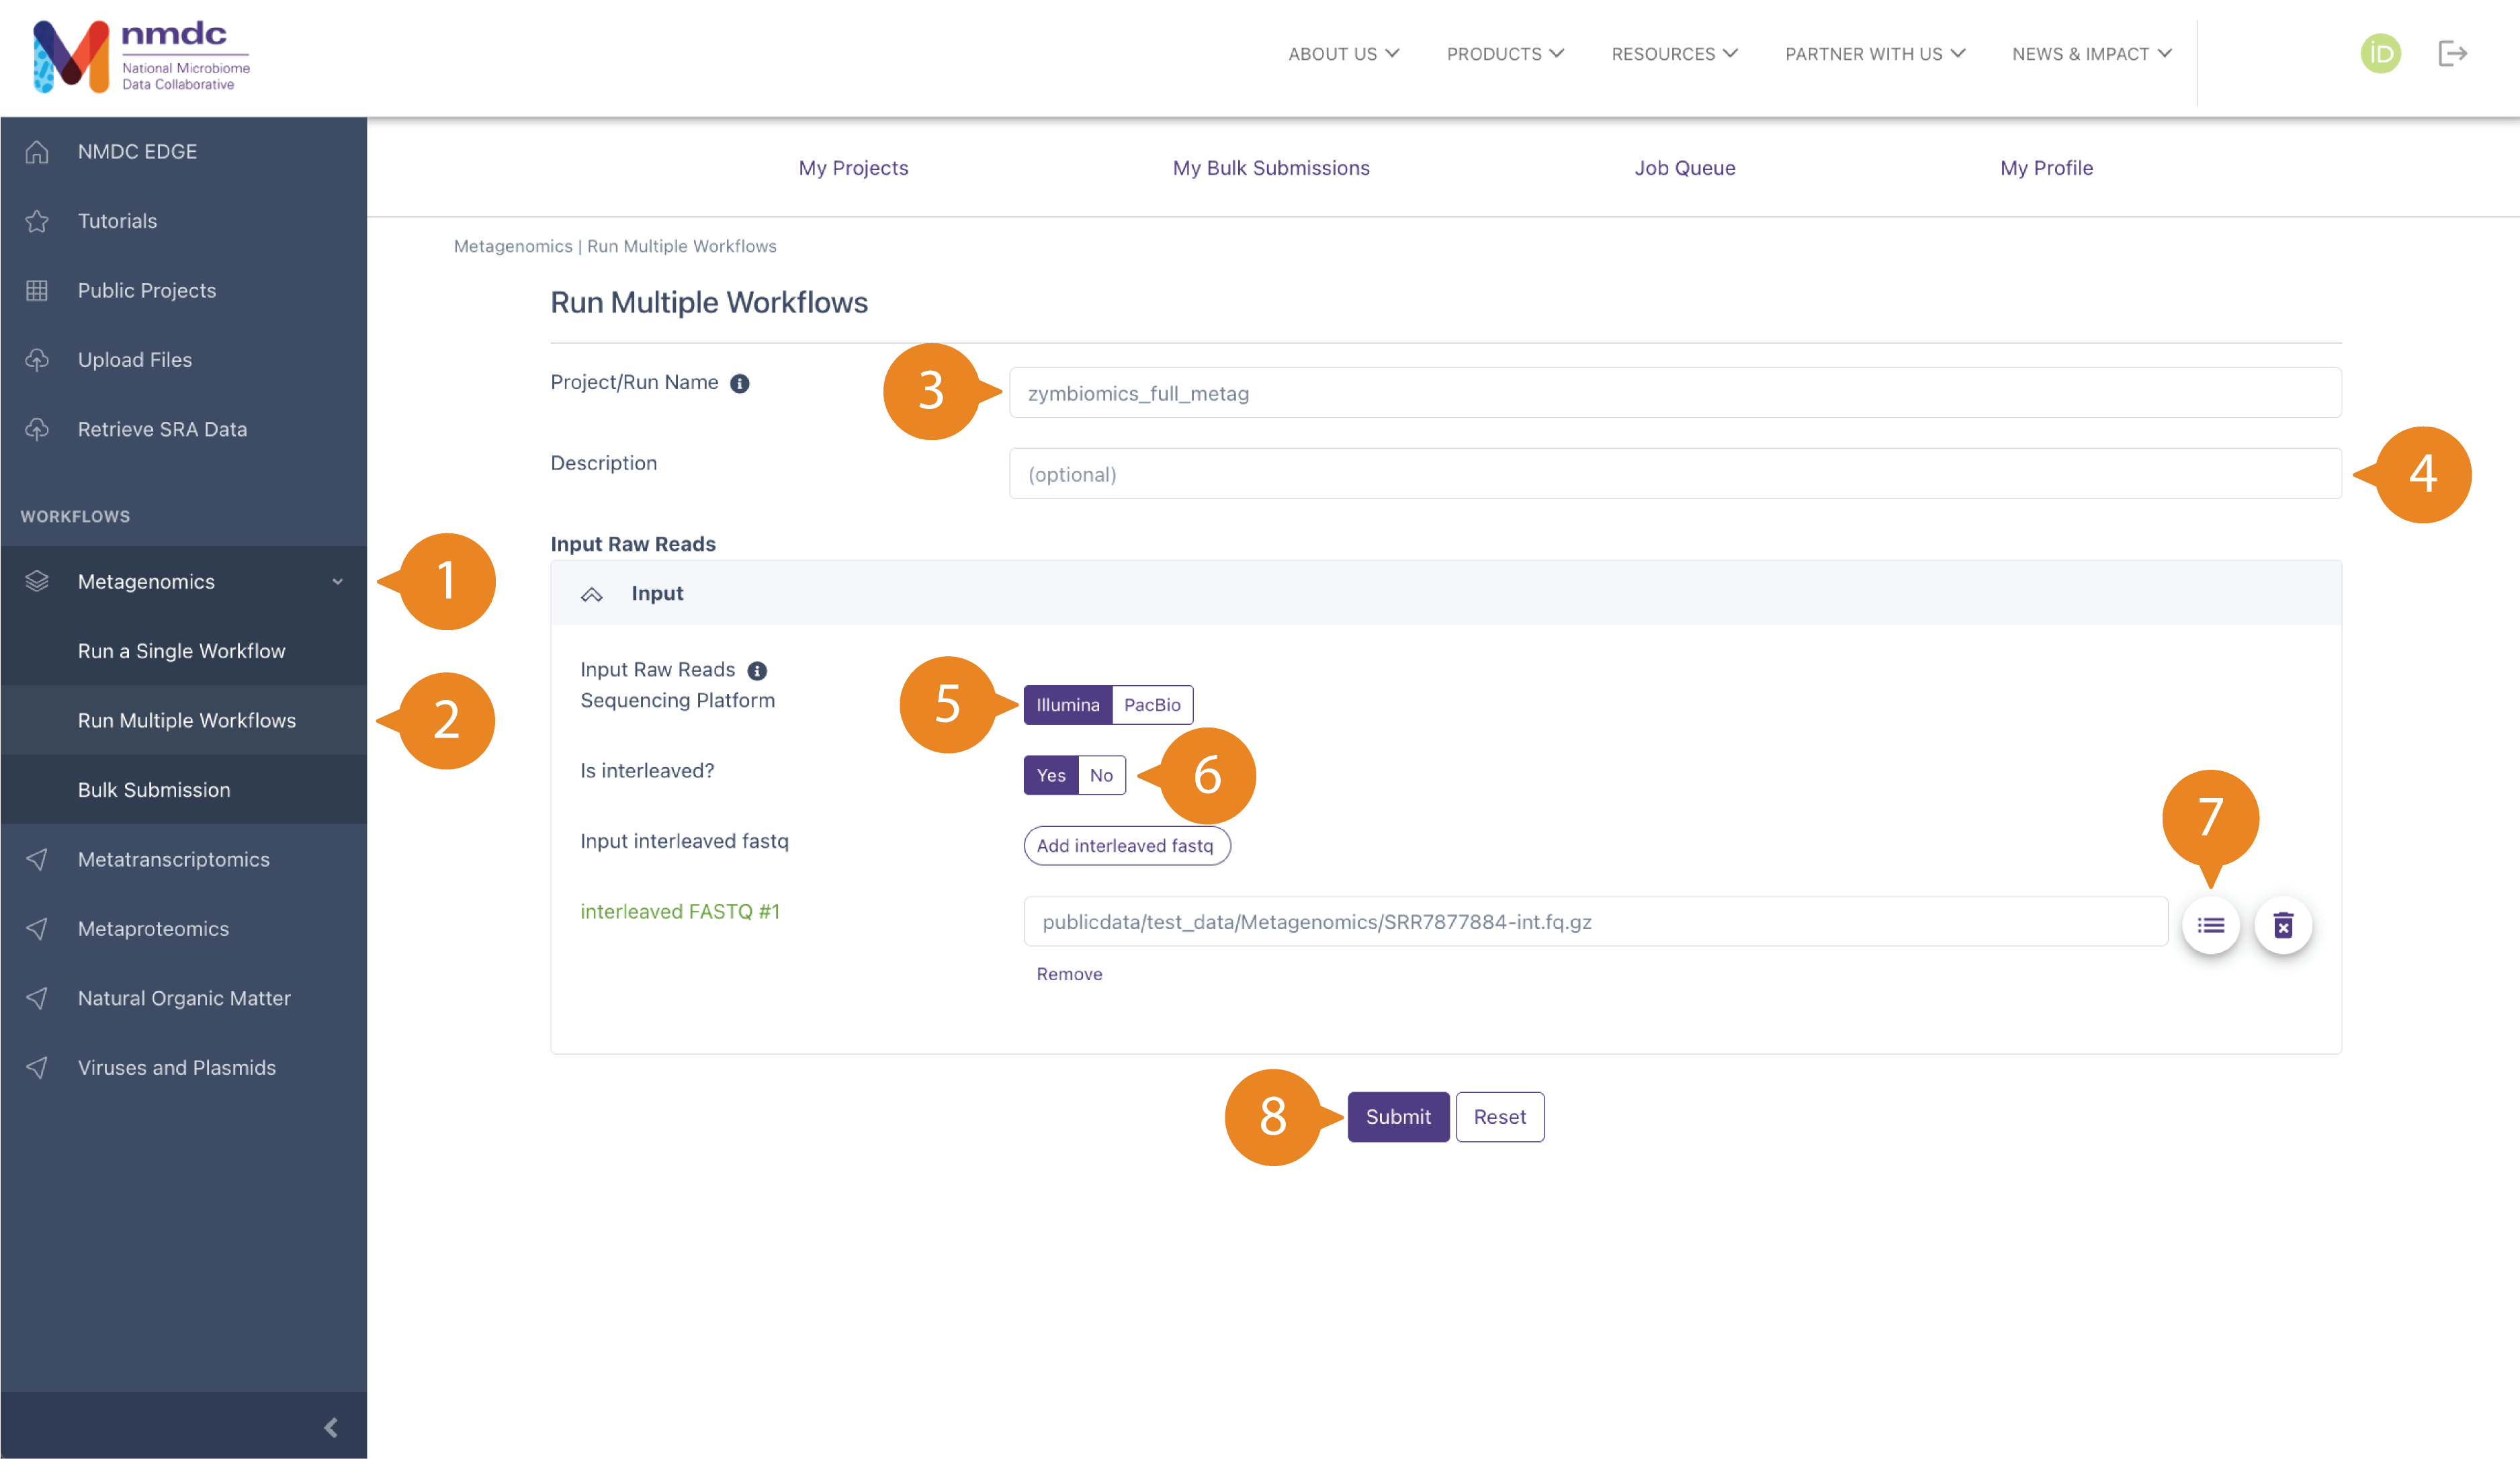 nmdc
National Microbiome
Data Collaborative
ABOUT US
PRODUCTS
RESOURCES
PARTNER WITH US
NEWS & IMPACT
iD
NMDC EDGE
Tutorials
Public Projects
Upload Files
Retrieve SRA Data
WORKFLOWS
Metagenomics
1
Run a Single Workflow
Run Multiple Workflows
2
Bulk Submission
Metatranscriptomics
Metaproteomics
Natural Organic Matter
Viruses and Plasmids
My Projects
My Bulk Submissions
Job Queue
My Profile
Metagenomics | Run Multiple Workflows
Run Multiple Workflows
Project/Run Name i
3
zymbiomics_full_metag
Description
(optional)
4
Input Raw Reads
Input
Input Raw Reads i
Sequencing Platform
5
Illumina PacBio
Is interleaved?
Yes No
6
Input interleaved fastq
Add interleaved fastq
7
interleaved FASTQ #1
publicdata/test_data/Metagenomics/SRR7877884-int.fq.gz
Remove
8
Submit Reset